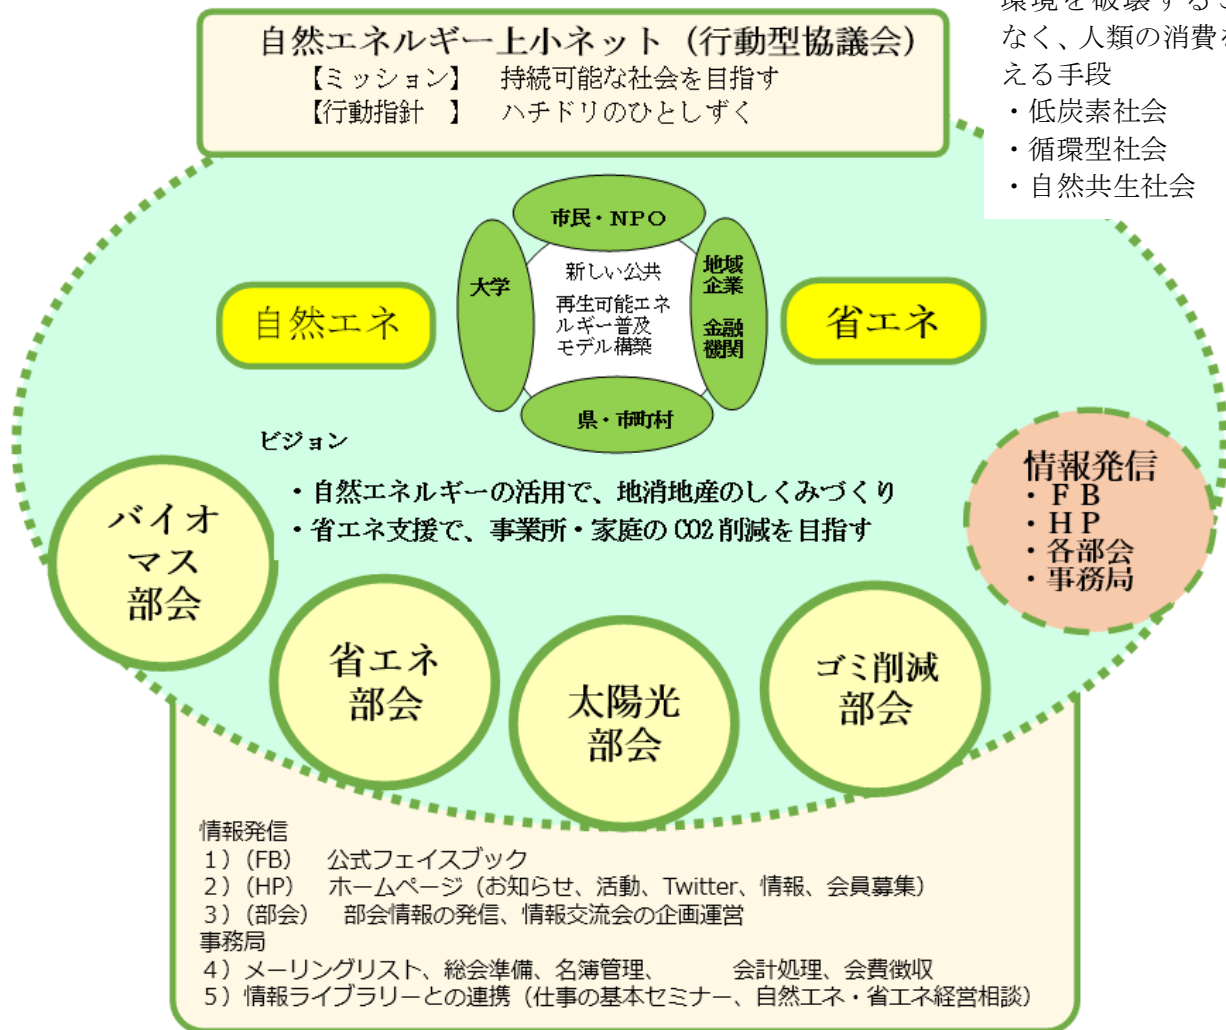 自然エネルギー上小ネット（行動型協議会）
【ミッション】　持続可能な社会を目指す
【行動指針　】　ハチドリのひとしずく
なく、人類の消費を
える手段
・低炭素社会
・循環型社会
・自然共生社会
市民・NPO
大学
新しい公共
再生可能エネ
ルギー普及
モデル構築
地域
企業
金融
機関
県・市町村
自然エネ
省エネ
ビジョン
・自然エネルギーの活用で、地消地産のしくみづくり
・省エネ支援で、事業所・家庭の CO2 削減を目指す
バイオ
マス
部会
省エネ
部会
太陽光
部会
ゴミ削減
部会
情報発信
・ＦＢ
・ＨＰ
・各部会
・事務局
情報発信
１）（FB）　公式フェイスブック
２）（HP）　ホームページ（お知らせ、活動、Twitter、情報、会員募集）
３）（部会）　部会情報の発信、情報交流会の企画運営
事務局
４）メーリングリスト、総会準備、名簿管理、　　　会計処理、会費徴収
５）情報ライブラリーとの連携（仕事の基本セミナー、自然エネ・省エネ経営相談）